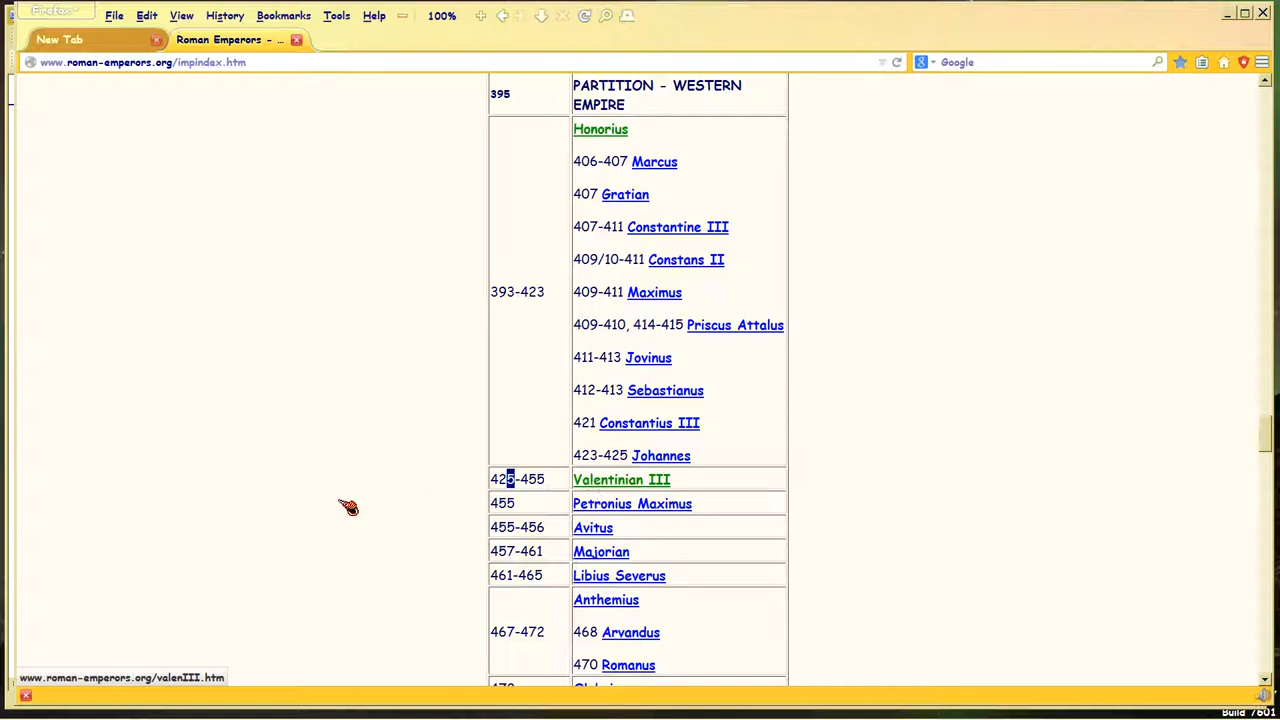 Firefox
File Edit View History Bookmarks Tools Help 100%
New Tab
Roman Emperors - ...
www.roman-emperors.org/impindex.htm
Google
395
PARTITION - WESTERN
EMPIRE
Honorius
406-407 Marcus
407 Gratian
407-411 Constantine III
409/10-411 Constans II
393-423
409-411 Maximus
409-410, 414-415 Priscus Attalus
411-413 Jovinus
412-413 Sebastianus
421 Constantius III
423-425 Johannes
425-455 Valentinian III
455 Petronius Maximus
455-456 Avitus
457-461 Majorian
461-465 Libius Severus
Anthemius
467-472
468 Arvandus
470 Romanus
www.roman-emperors.org/valenIII.htm
Build 7601